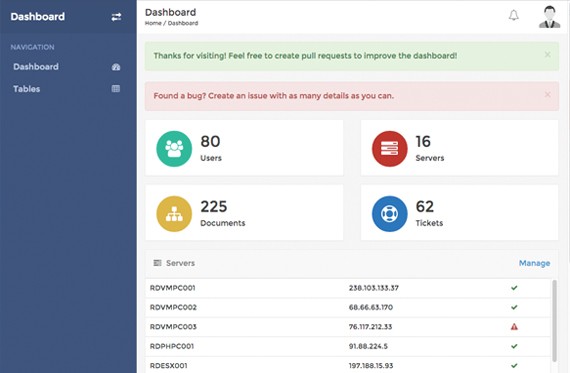 Dashboard
NAVIGATION
Dashboard
Tables
Dashboard
Home / Dashboard
Thanks for visiting! Feel free to create pull requests to improve the dashboard! ×
Found a bug? Create an issue with as many details as you can. ×
80
Users
16
Servers
225
Documents
62
Tickets
Servers Manage
RDVMPC001 238.103.133.37
RDVMPC002 68.66.63.170
RDVMPC003 76.117.212.33
RDPHPC001 91.88.224.5
RDESX001 197.188.15.93